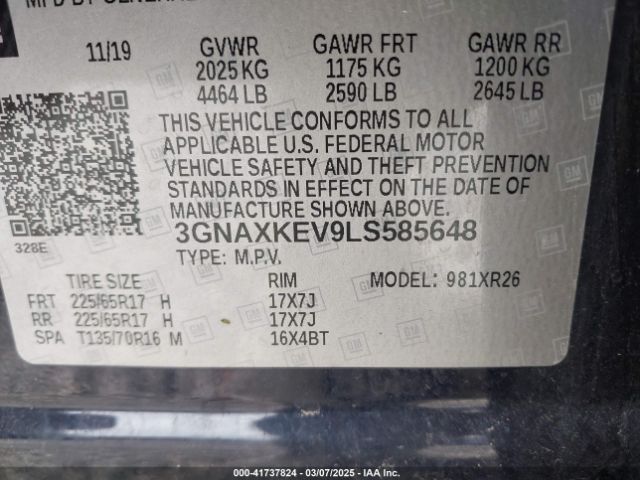 MFD BY GENERAL
11/19 GVWR GAWR FRT GAWR RR
2025 KG 1175 KG 1200 KG
4464 LB 2590 LB 2645 LB
THIS VEHICLE CONFORMS TO ALL
APPLICABLE U.S. FEDERAL MOTOR
VEHICLE SAFETY AND THEFT PREVENTION
STANDARDS IN EFFECT ON THE DATE OF
MANUFACTURE SHOWN ABOVE.
3GNAXKEV9LS585648
328E
TYPE: M.P.V.
TIRE SIZE RIM MODEL: 981XR26
FRT 225/65R17 H 17X7J
RR 225/65R17 H 17X7J
SPA T135/70R16 M 16X4BT
000-41737824 | 03/07/2025 - IAA Inc.